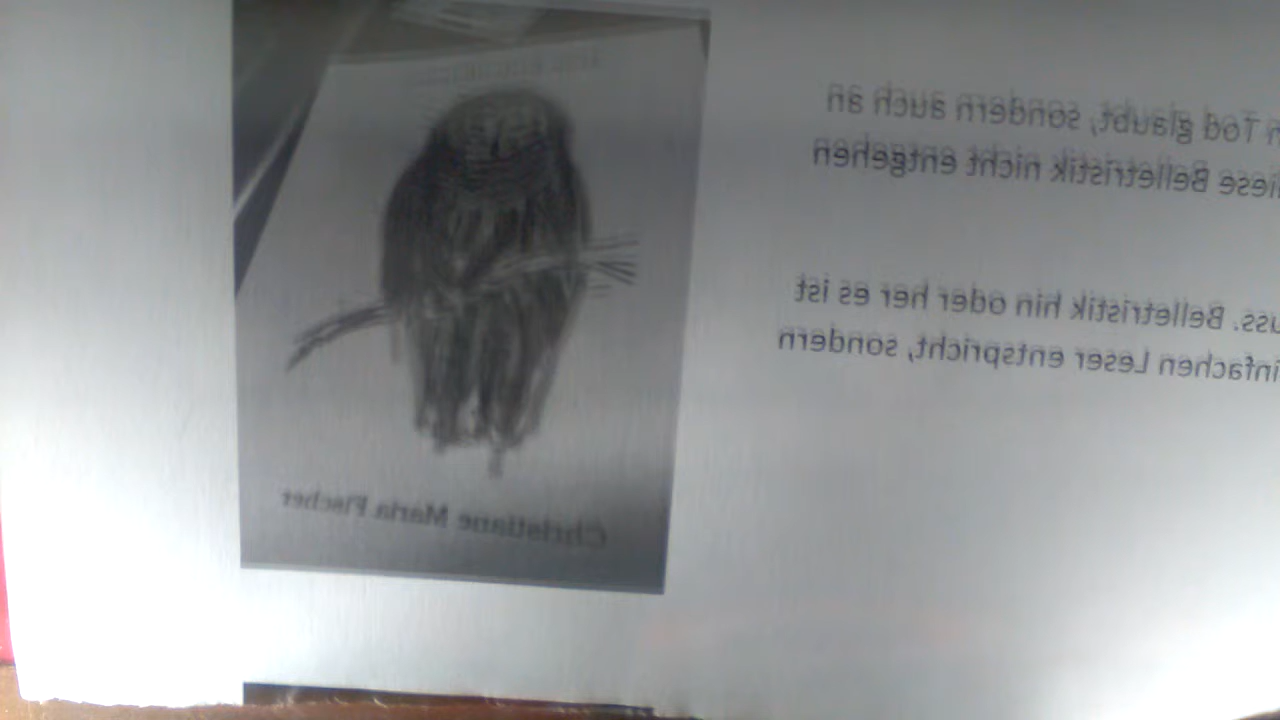 n Tod glaubt, sondern auch an
iese Belletristik nicht entgehen
uss. Belletristik hin oder her es ist
infachen Leser entspricht, sondern
Christiane Maria Fischer